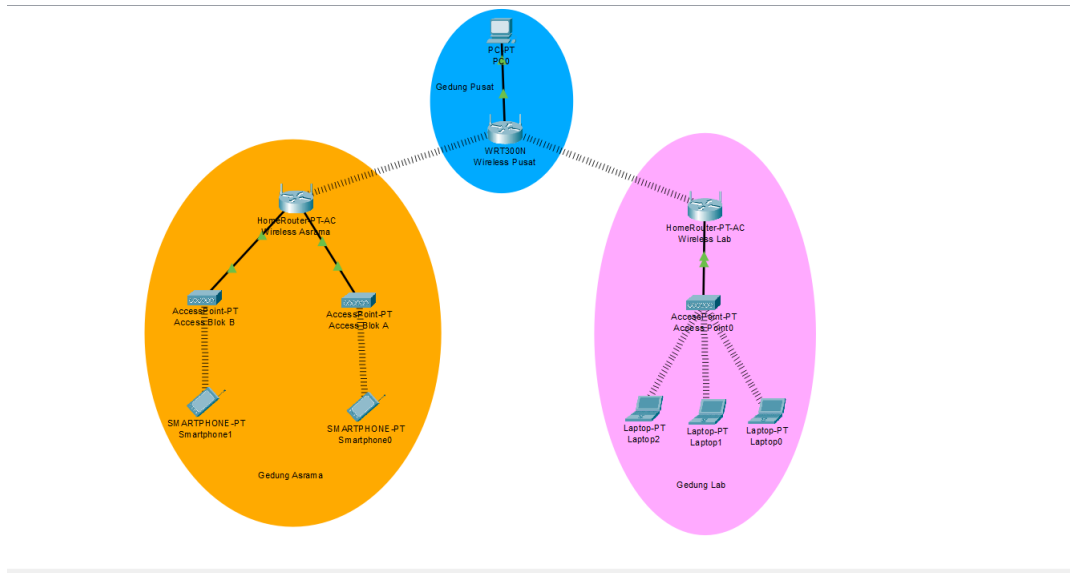 PC-PT
PC0
Gedung Pusat
WRT300N
Wireless Pusat
HomeRouter-PT-AC
Wireless Asrama
HomeRouter-PT-AC
Wireless Lab
AccessPoint-PT
Access Blok B
AccessPoint-PT
Access Blok A
AccessPoint-PT
Access Point0
SMARTPHONE-PT
Smartphone1
SMARTPHONE-PT
Smartphone0
Laptop-PT
Laptop2
Laptop-PT
Laptop1
Laptop-PT
Laptop0
Gedung Asrama
Gedung Lab